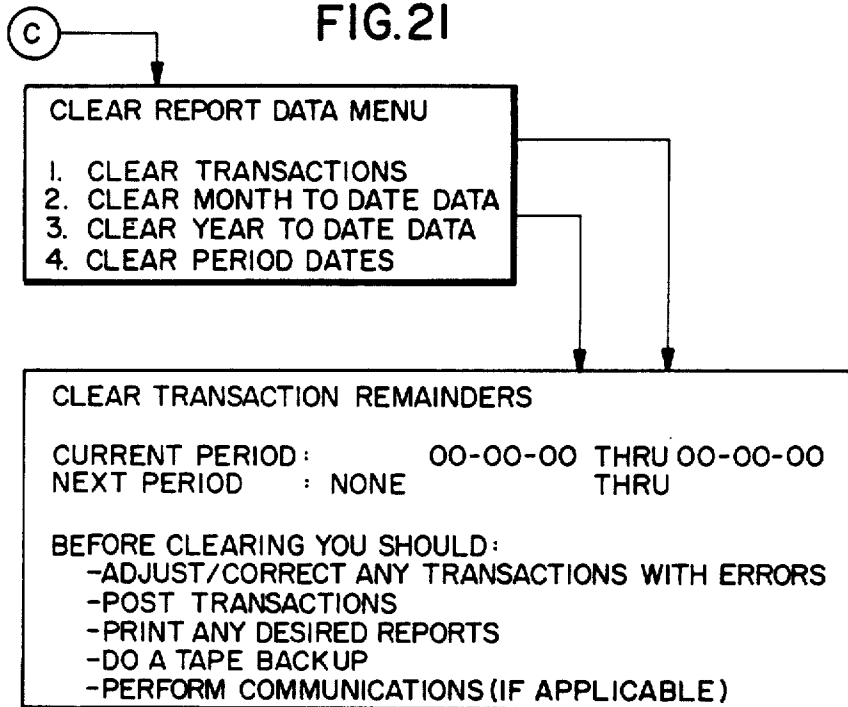 FIG.21
C
CLEAR REPORT DATA MENU
1. CLEAR TRANSACTIONS
2. CLEAR MONTH TO DATE DATA
3. CLEAR YEAR TO DATE DATA
4. CLEAR PERIOD DATES
CLEAR TRANSACTION REMAINDERS
CURRENT PERIOD: 00-00-00 THRU 00-00-00
NEXT PERIOD : NONE THRU
BEFORE CLEARING YOU SHOULD:
-ADJUST/CORRECT ANY TRANSACTIONS WITH ERRORS
-POST TRANSACTIONS
-PRINT ANY DESIRED REPORTS
-DO A TAPE BACKUP
-PERFORM COMMUNICATIONS (IF APPLICABLE)